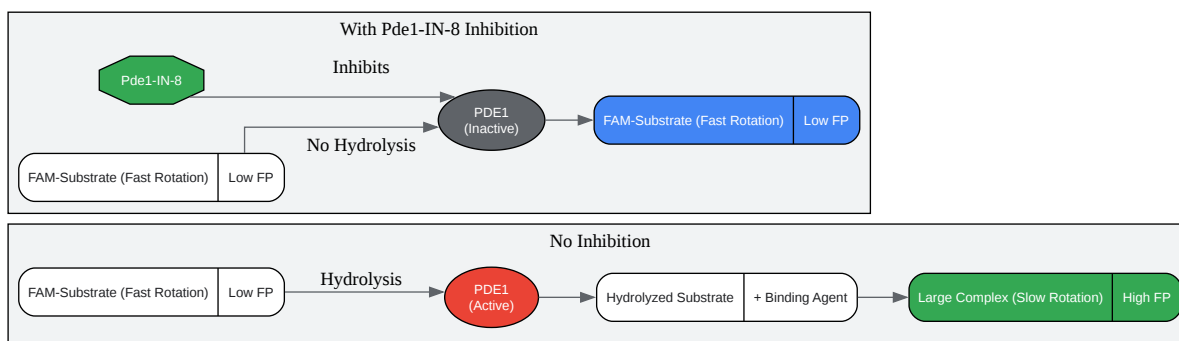 With Pde1-IN-8 Inhibition
Inhibits
Pde1-IN-8
PDE1
(Inactive)
FAM-Substrate (Fast Rotation)
Low FP
No Hydrolysis
FAM-Substrate (Fast Rotation)
Low FP
No Inhibition
FAM-Substrate (Fast Rotation)
Low FP
Hydrolysis
PDE1
(Active)
Hydrolyzed Substrate
+ Binding Agent
Large Complex (Slow Rotation)
High FP